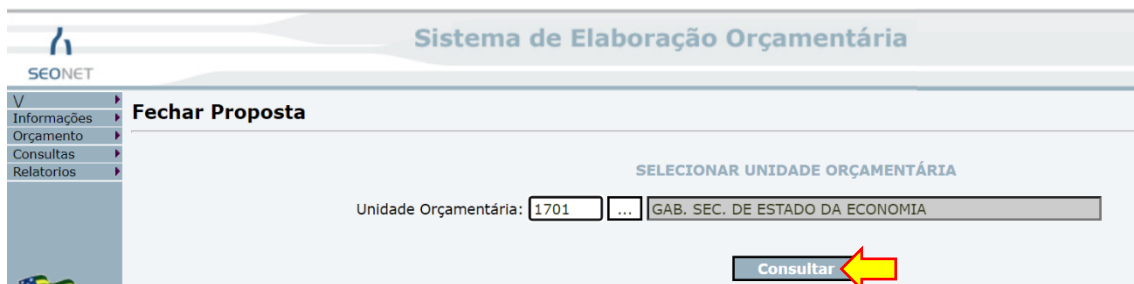 Sistema de Elaboração Orçamentária
SEONET
\/
Informações
Orçamento
Consultas
Relatorios
Fechar Proposta
SELECIONAR UNIDADE ORÇAMENTÁRIA
Unidade Orçamentária: 1701 ... GAB. SEC. DE ESTADO DA ECONOMIA
Consultar